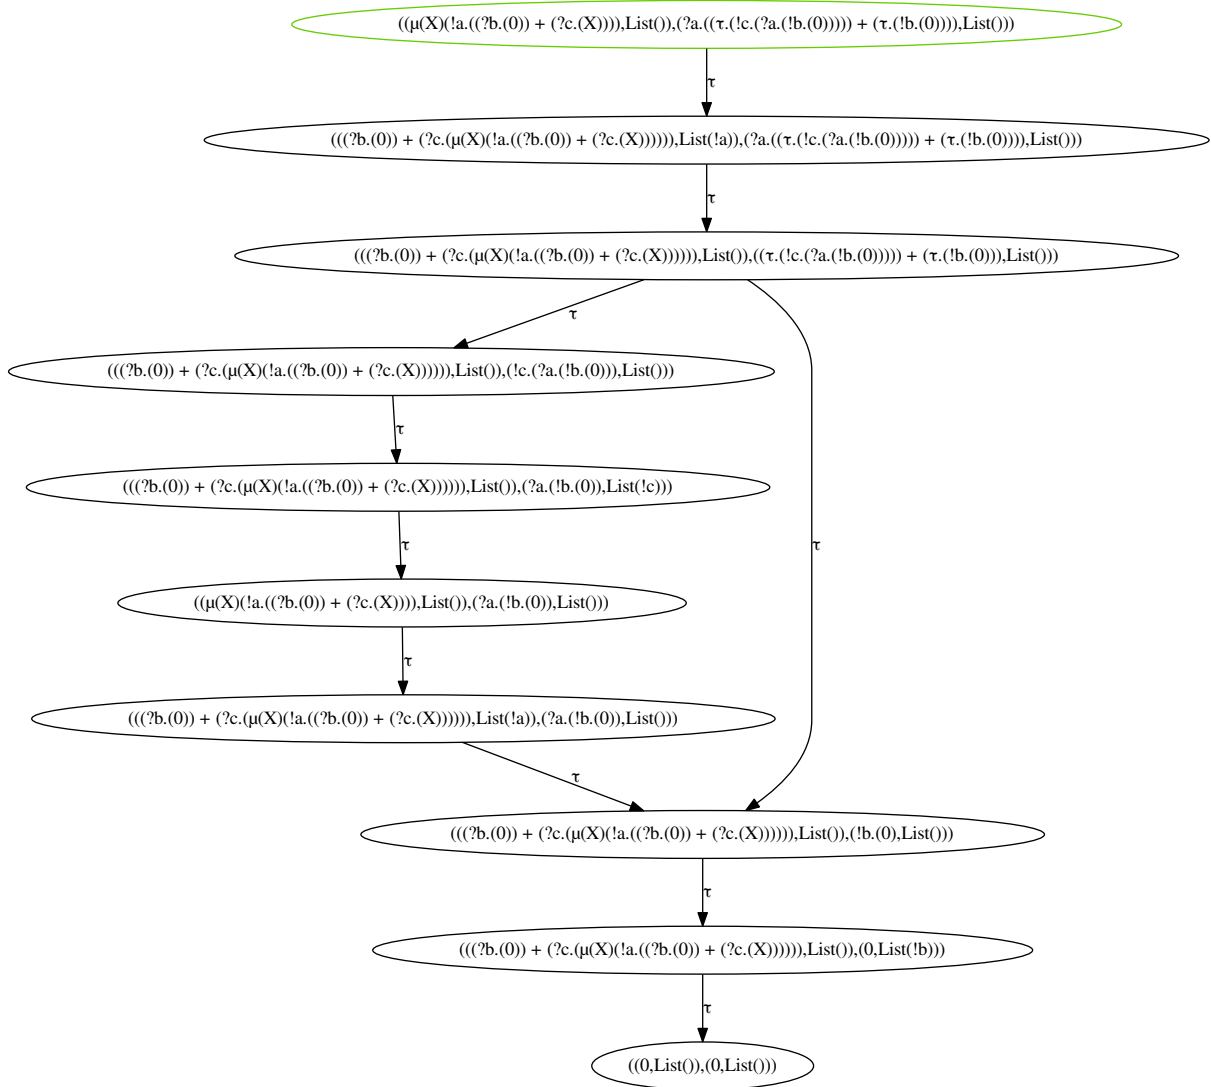 ((μ(X)(!a.((?b.(0)) + (?c.(X)))),List()),(?a.((τ.(!c.(?a.(!b.(0))))) + (τ.(!b.(0)))),List()))
τ
(((?b.(0)) + (?c.(μ(X)(!a.((?b.(0)) + (?c.(X)))))),List(!a)),(?a.((τ.(!c.(?a.(!b.(0))))) + (τ.(!b.(0)))),List()))
τ
(((?b.(0)) + (?c.(μ(X)(!a.((?b.(0)) + (?c.(X)))))),List()),((τ.(!c.(?a.(!b.(0))))) + (τ.(!b.(0))),List()))
τ
(((?b.(0)) + (?c.(μ(X)(!a.((?b.(0)) + (?c.(X)))))),List()),(!c.(?a.(!b.(0))),List()))
τ
(((?b.(0)) + (?c.(μ(X)(!a.((?b.(0)) + (?c.(X)))))),List()),(?a.(!b.(0)),List(!c)))
τ
τ
((μ(X)(!a.((?b.(0)) + (?c.(X)))),List()),(?a.(!b.(0)),List()))
τ
(((?b.(0)) + (?c.(μ(X)(!a.((?b.(0)) + (?c.(X)))))),List(!a)),(?a.(!b.(0)),List()))
τ
(((?b.(0)) + (?c.(μ(X)(!a.((?b.(0)) + (?c.(X)))))),List()),(!b.(0),List()))
τ
(((?b.(0)) + (?c.(μ(X)(!a.((?b.(0)) + (?c.(X)))))),List()),(0,List(!b)))
τ
((0,List()),(0,List()))